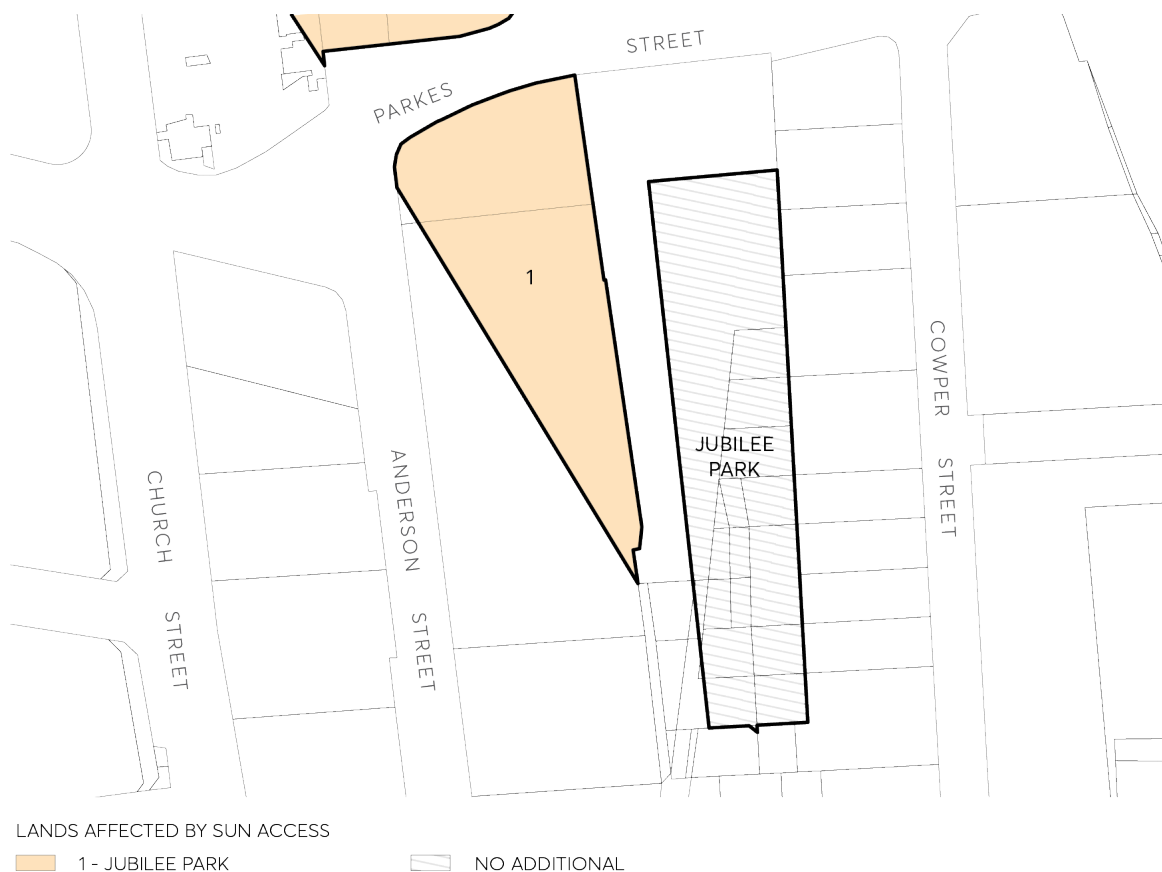 PARKES STREET
1
JUBILEE
PARK
CHURCH STREET
ANDERSON STREET
COWPER STREET
LANDS AFFECTED BY SUN ACCESS
1 - JUBILEE PARK
NO ADDITIONAL